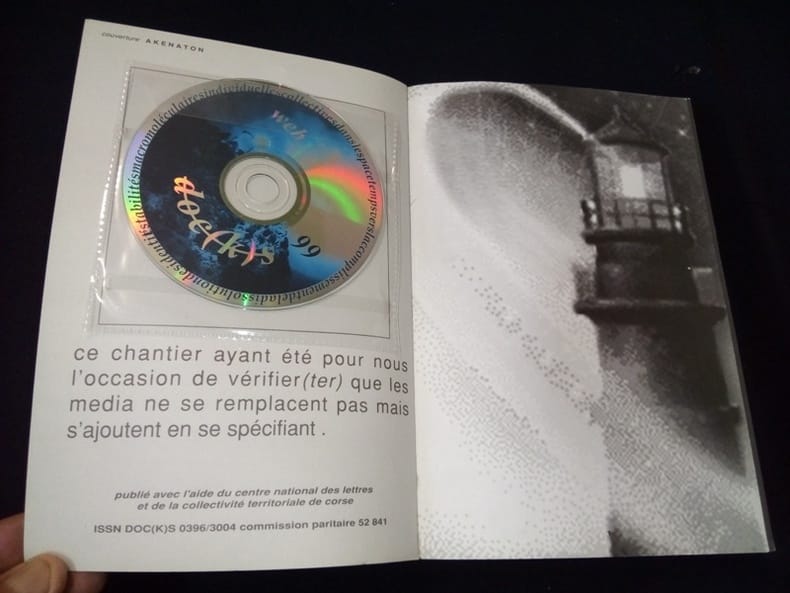 couverture AKENATON
stabilitésmacromoléculairesindividuellescollectivesdanslespacetempsverslaccomplissementdeladissolutiondesidentités
web
doc(k)s
99
ce chantier ayant été pour nous
l'occasion de vérifier(ter) que les
media ne se remplacent pas mais
s'ajoutent en se spécifiant .
publié avec l'aide du centre national des lettres
et de la collectivité territoriale de corse
ISSN DOC(K)S 0396/3004 commission paritaire 52 841